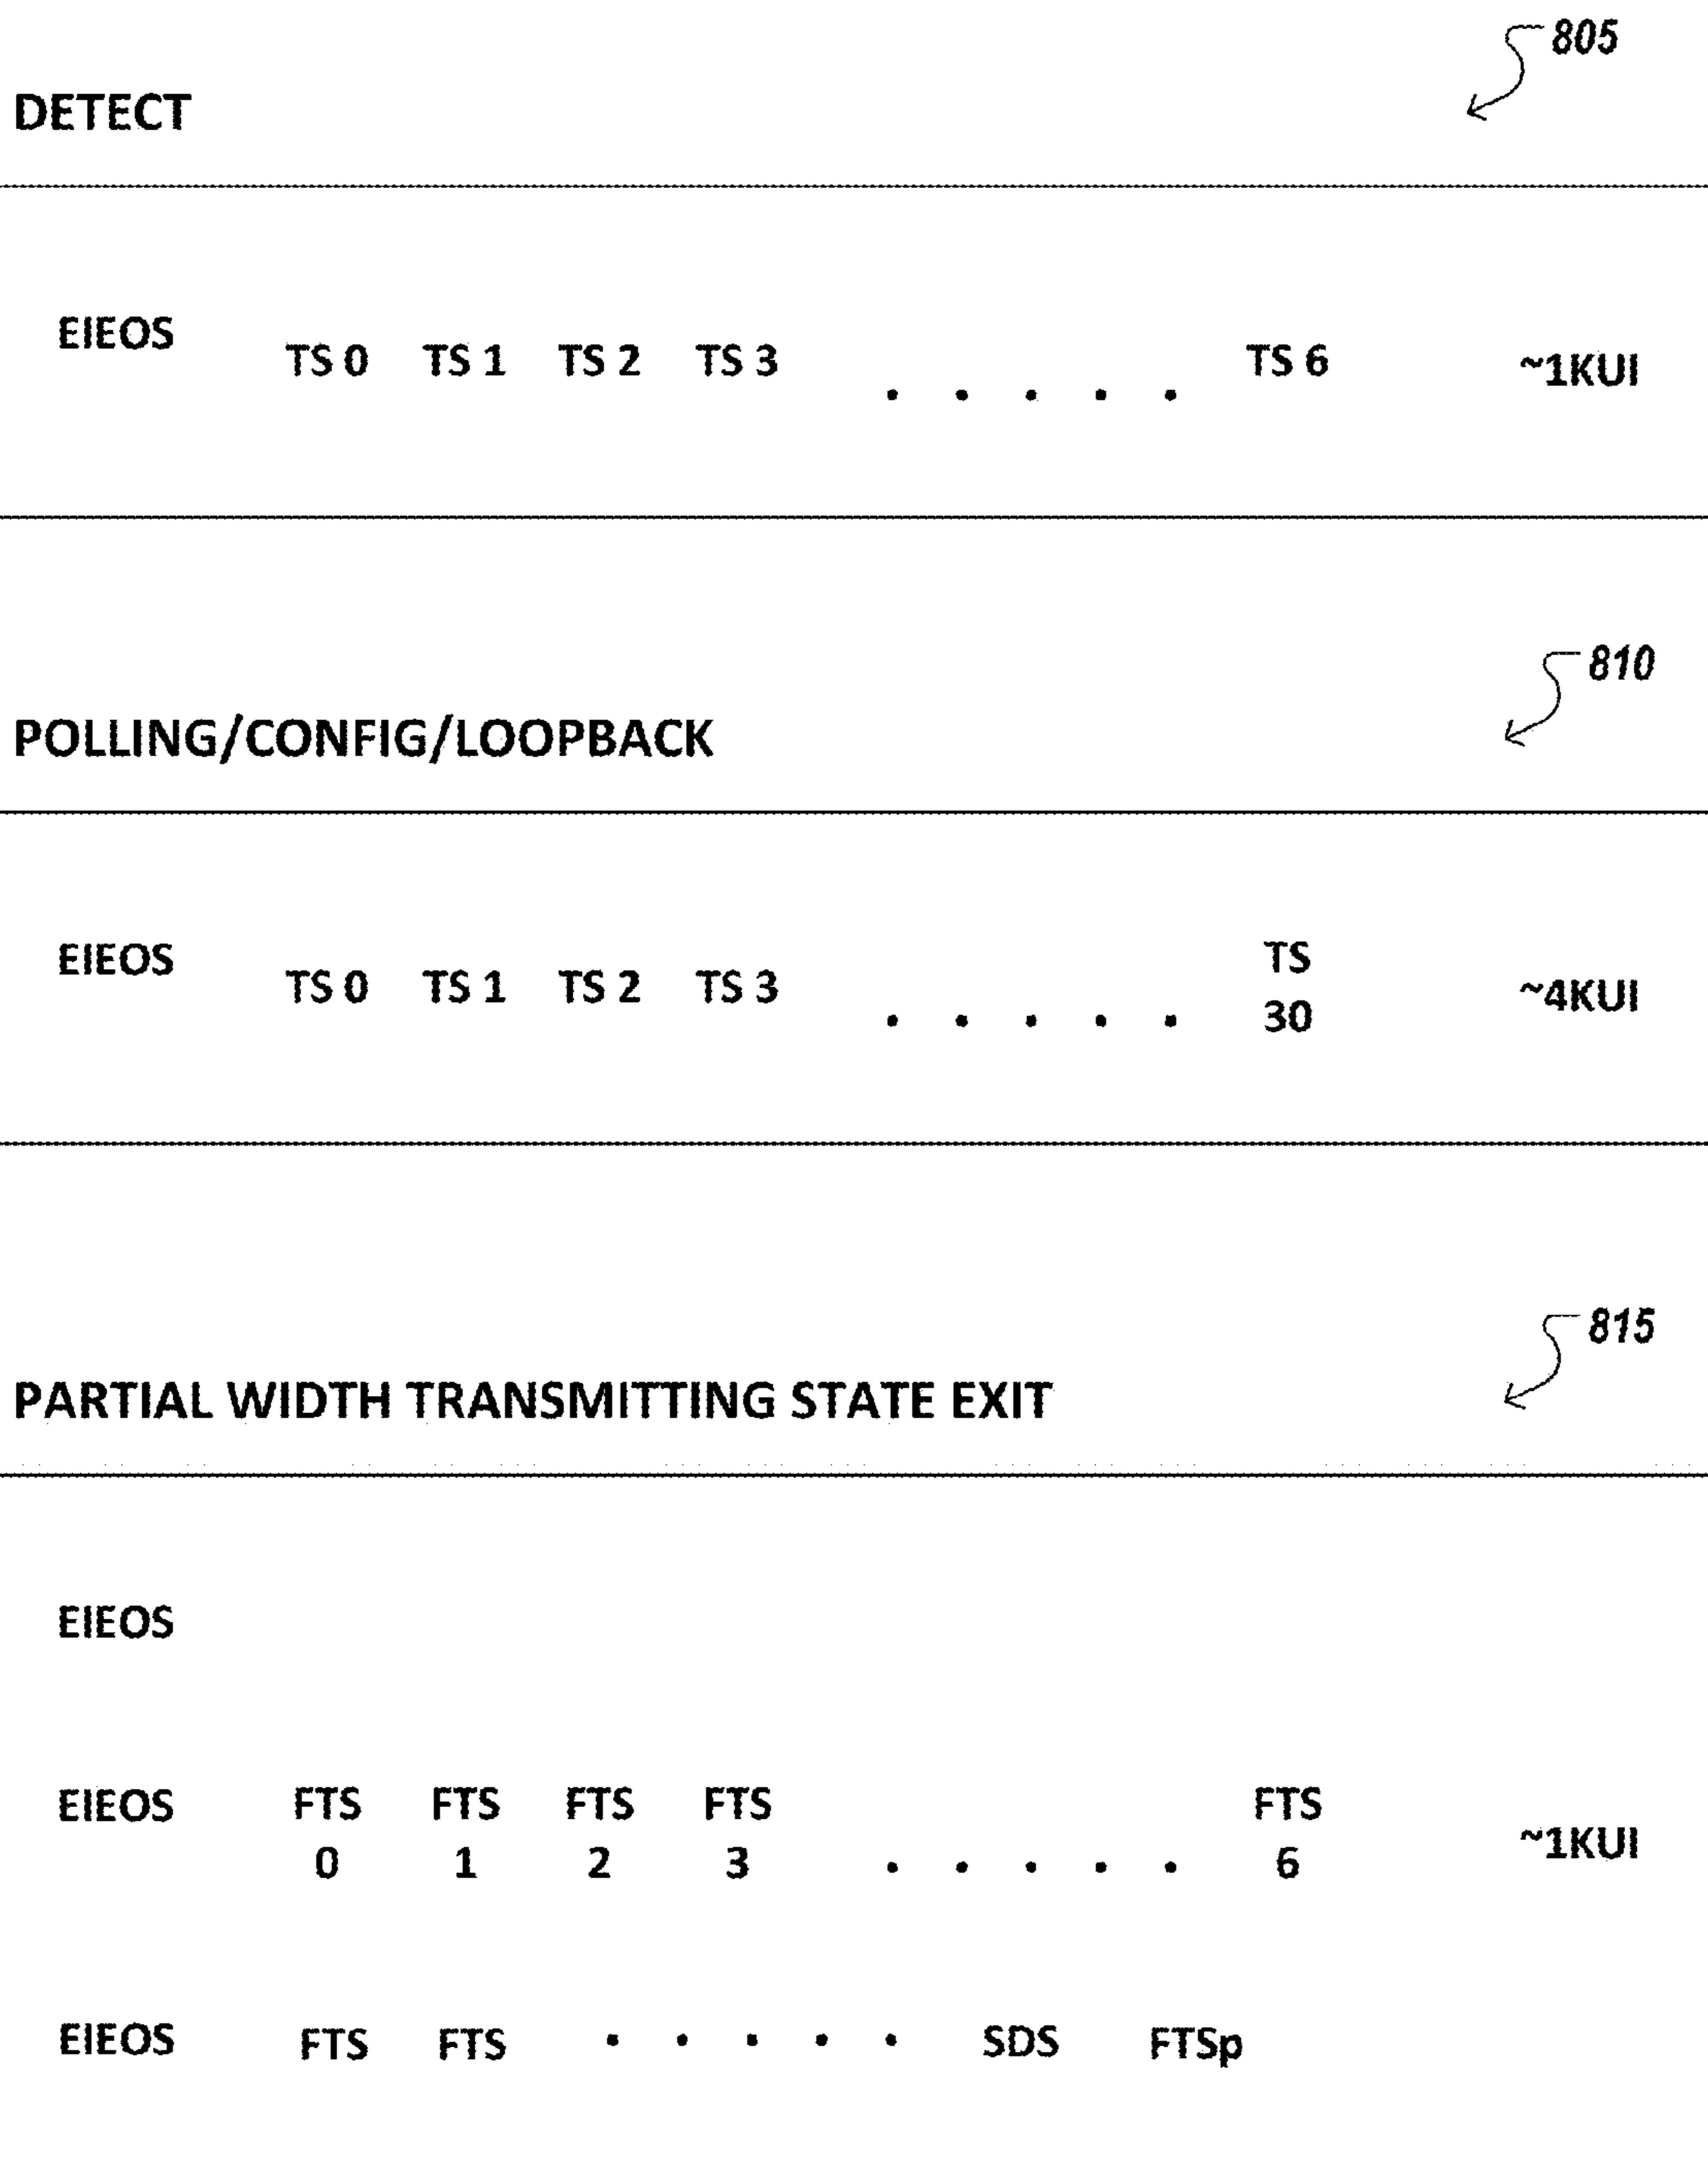 805
DETECT
EIEOS TS 0 TS 1 TS 2 TS 3 . . . . . TS 6 ~1KUI
810
POLLING/CONFIG/LOOPBACK
EIEOS TS 0 TS 1 TS 2 TS 3 . . . . . TS 30 ~4KUI
815
PARTIAL WIDTH TRANSMITTING STATE EXIT
EIEOS
EIEOS FTS 0 FTS 1 FTS 2 FTS 3 . . . . . FTS 6 ~1KUI
EIEOS FTS FTS . . . . . SDS FTSp